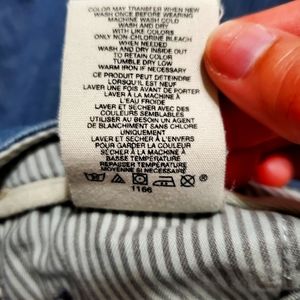 COLOR MAY TRANSFER WHEN NEW
WASH ONCE BEFORE WEARING
MACHINE WASH COLD
WASH AND DRY
WITH LIKE COLORS
ONLY NON-CHLORINE BLEACH
WHEN NEEDED
WASH AND DRY INSIDE OUT
TO RETAIN COLOR
TUMBLE DRY LOW
WARM IRON IF NECESSARY
CE PRODUIT PEUT DÉTEINDRE
LORSQU'IL EST NEUF
LAVER UNE FOIS AVANT DE PORTER
LAVER À LA MACHINE À
L'EAU FROIDE
LAVER ET SÉCHER AVEC DES
COULEURS SEMBLABLES
UTILISER AU BESOIN UN AGENT
DE BLANCHIMENT SANS CHLORE
UNIQUEMENT
LAVER ET SÉCHER À L'ENVERS
POUR GARDER LA COULEUR
SÉCHER À LA MACHINE À
BASSE TEMPÉRATURE
REPASSER TEMPÉRATURE
MOYENNE SI NÉCESSAIRE
®
1166